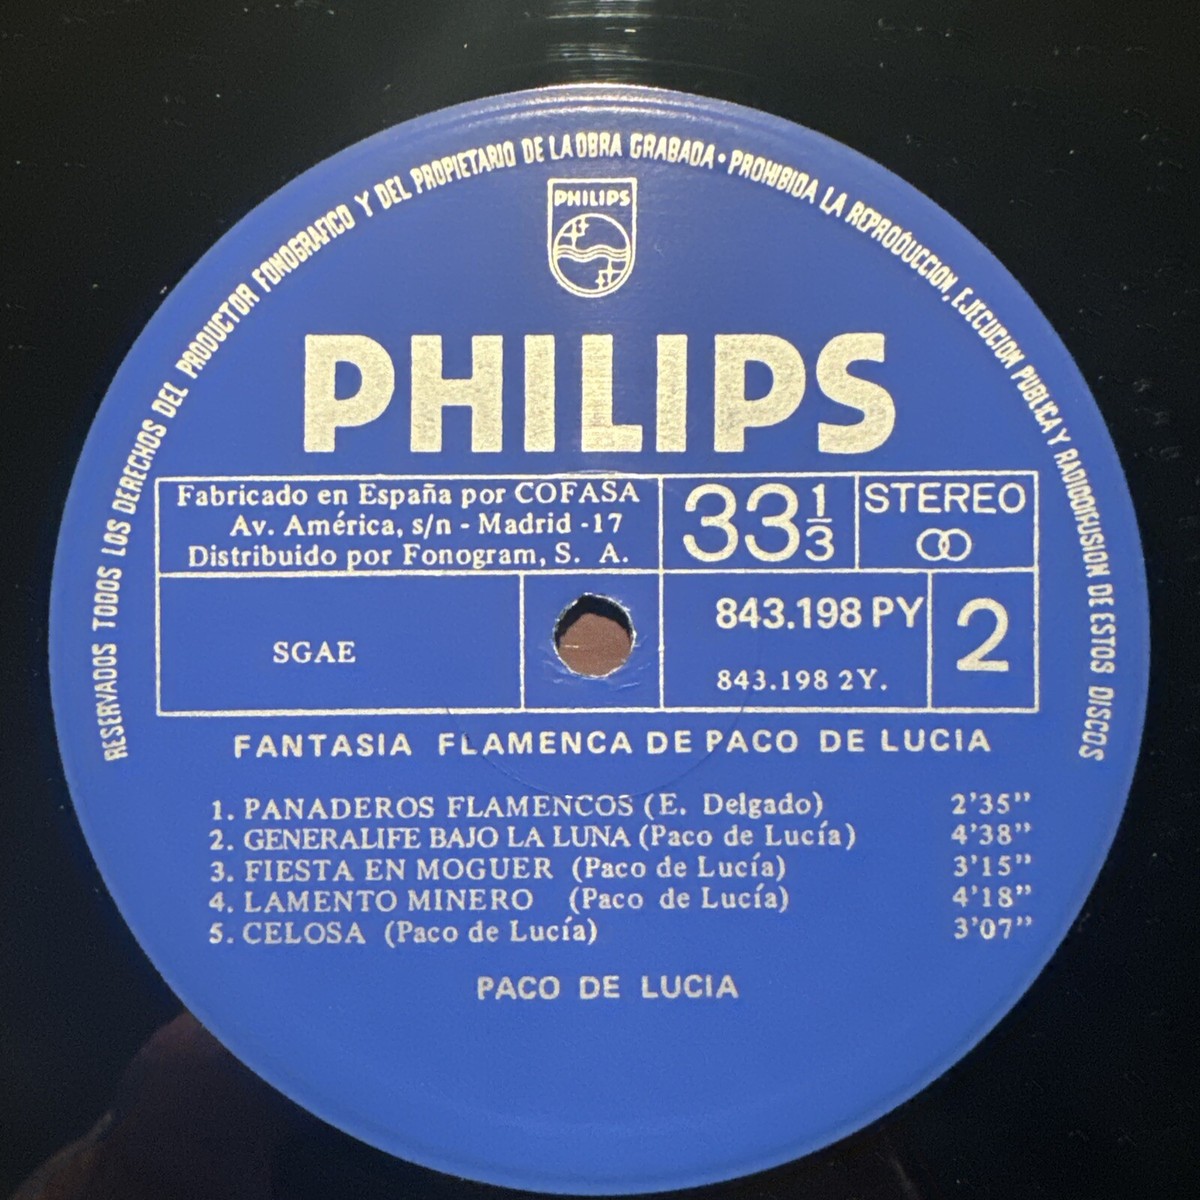 RESERVADOS TODOS LOS DERECHOS DEL PRODUCTOR FONOGRAFICO Y DEL PROPIETARIO DE LA OBRA GRABADA • PROHIBIDA LA REPRODUCCION, EJECUCION PUBLICA Y RADIODIFUSION DE ESTOS DISCOS
PHILIPS
PHILIPS
Fabricado en España por COFASA
Av. América, s/n - Madrid -17
Distribuido por Fonogram, S. A.
33 1/3
STEREO
SGAE
843.198 PY
843.198 2Y.
2
FANTASIA FLAMENCA DE PACO DE LUCIA
1. PANADEROS FLAMENCOS (E. Delgado) 2'35"
2. GENERALIFE BAJO LA LUNA (Paco de Lucía) 4'38"
3. FIESTA EN MOGUER (Paco de Lucía) 3'15"
4. LAMENTO MINERO (Paco de Lucía) 4'18"
5. CELOSA (Paco de Lucía) 3'07"
PACO DE LUCIA